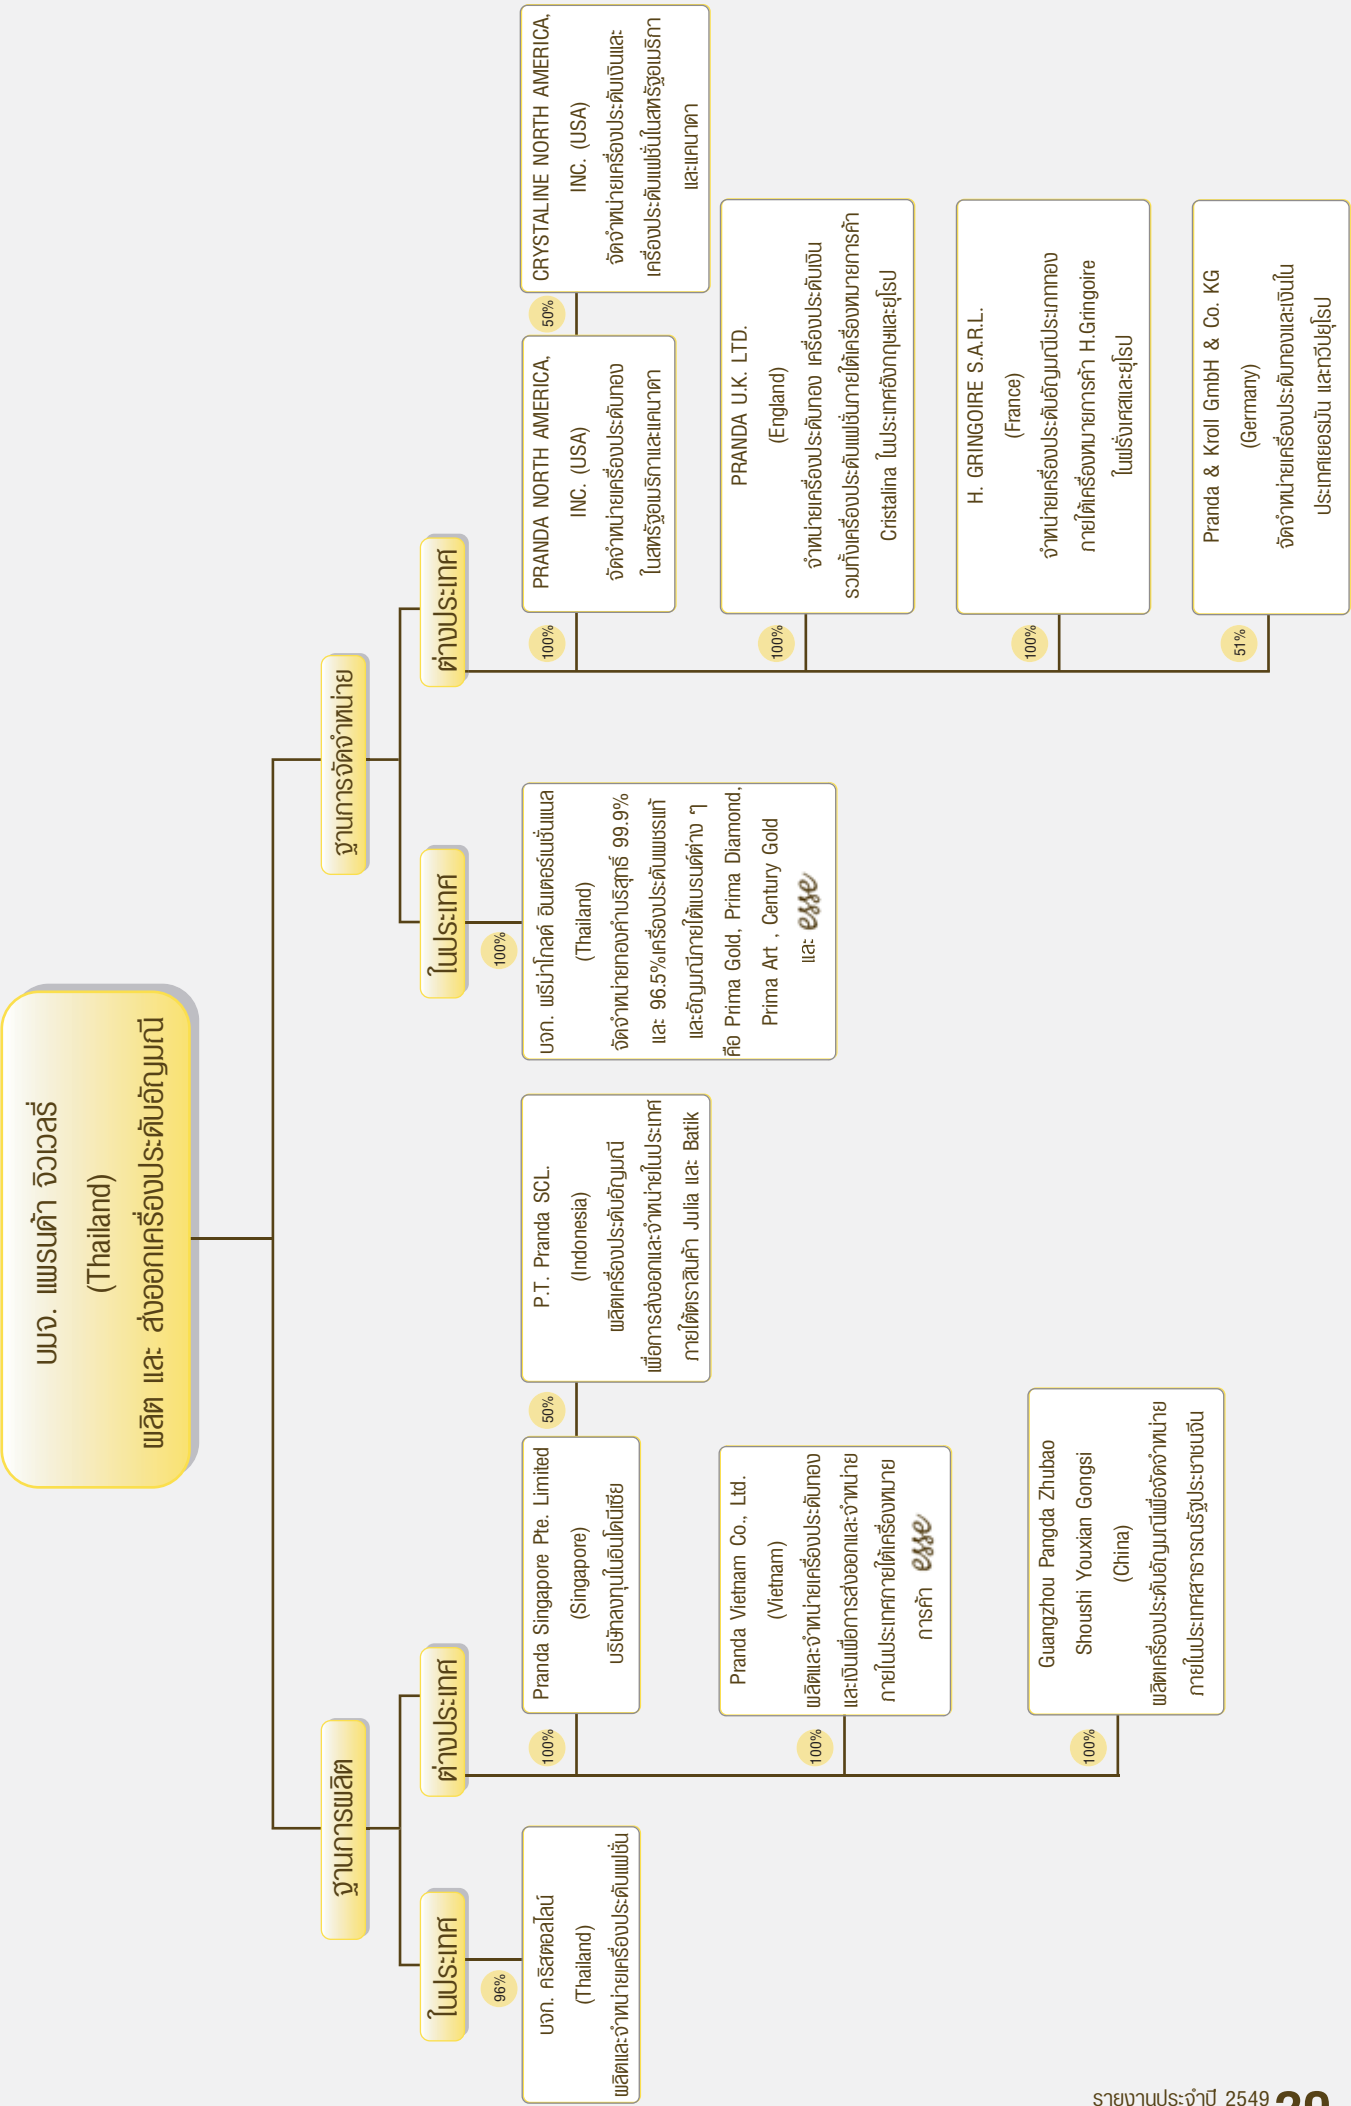 บมจ. แพรนด้า จิวเวลรี่
(Thailand)
ผลิต และ ส่งออกเครื่องประดับอัญมณี
ฐานการผลิต
ในประเทศ
96%
บจก. คริสตอลไลน์
(Thailand)
ผลิตและจำหน่ายเครื่องประดับแฟชั่น
ต่างประเทศ
100%
Pranda Singapore Pte. Limited
(Singapore)
บริษัทลงทุนในอินโดนีเซีย
50%
P.T. Pranda SCL.
(Indonesia)
ผลิตเครื่องประดับอัญมณี
เพื่อการส่งออกและจำหน่ายในประเทศ
ภายใต้ตราสินค้า Julia และ Batik
100%
Pranda Vietnam Co., Ltd.
(Vietnam)
ผลิตและจำหน่ายเครื่องประดับทอง
และเงินเพื่อการส่งออกและจำหน่าย
ภายในประเทศภายใต้เครื่องหมาย
การค้า esse
100%
Guangzhou Pangda Zhubao
Shoushi Youxian Gongsi
(China)
ผลิตเครื่องประดับอัญมณีเพื่อจัดจำหน่าย
ภายในประเทศสาธารณรัฐประชาชนจีน
ฐานการจัดจำหน่าย
ในประเทศ
100%
บจก. พรีม่าโกลด์ อินเตอร์เนชั่นแนล
(Thailand)
จัดจำหน่ายทองคำบริสุทธิ์ 99.9%
และ 96.5%เครื่องประดับเพชรแท้
และอัญมณีภายใต้แบรนด์ต่าง ๆ
คือ Prima Gold, Prima Diamond,
Prima Art , Century Gold
และ esse
ต่างประเทศ
100%
PRANDA NORTH AMERICA,
INC. (USA)
จัดจำหน่ายเครื่องประดับทอง
ในสหรัฐอเมริกาและแคนาดา
50%
CRYSTALINE NORTH AMERICA,
INC. (USA)
จัดจำหน่ายเครื่องประดับเงินและ
เครื่องประดับแฟชั่นในสหรัฐอเมริกา
และแคนาดา
100%
PRANDA U.K. LTD.
(England)
จำหน่ายเครื่องประดับทอง เครื่องประดับเงิน
รวมทั้งเครื่องประดับแฟชั่นภายใต้เครื่องหมายการค้า
Cristalina ในประเทศอังกฤษและยุโรป
100%
H. GRINGOIRE S.A.R.L.
(France)
จำหน่ายเครื่องประดับอัญมณีประเภททอง
ภายใต้เครื่องหมายการค้า H.Gringoire
ในฝรั่งเศสและยุโรป
51%
Pranda & Kroll GmbH & Co. KG
(Germany)
จัดจำหน่ายเครื่องประดับทองและเงินใน
ประเทศเยอรมัน และทวีปยุโรป
รายงานประจำปี 2549